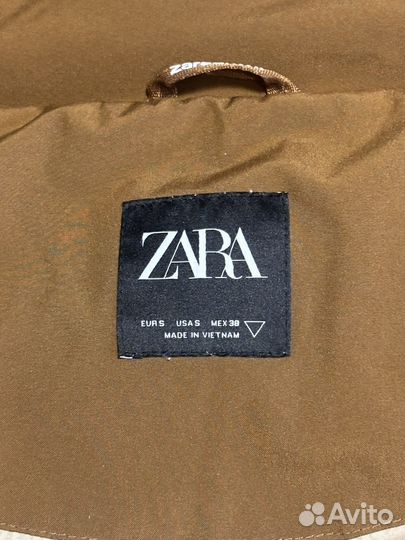 ZARA
EUR S USA S MEX 38
MADE IN VIETNAM
Avito